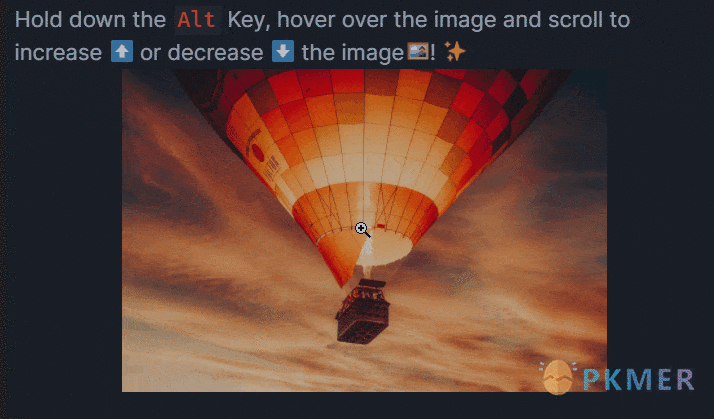 Hold down the Alt Key, hover over the image and scroll to
increase ⬆️ or decrease ⬇️ the image🖼️! ✨
PKMER